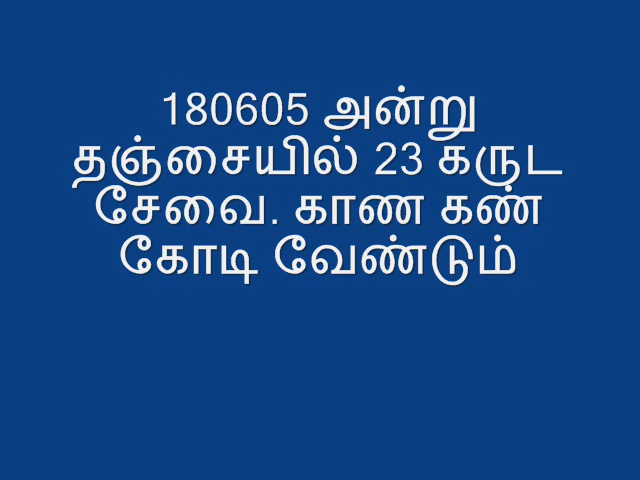 180605 அன்று
தஞ்சையில் 23 கருட
சேவை. காண கண்
கோடி வேண்டும்